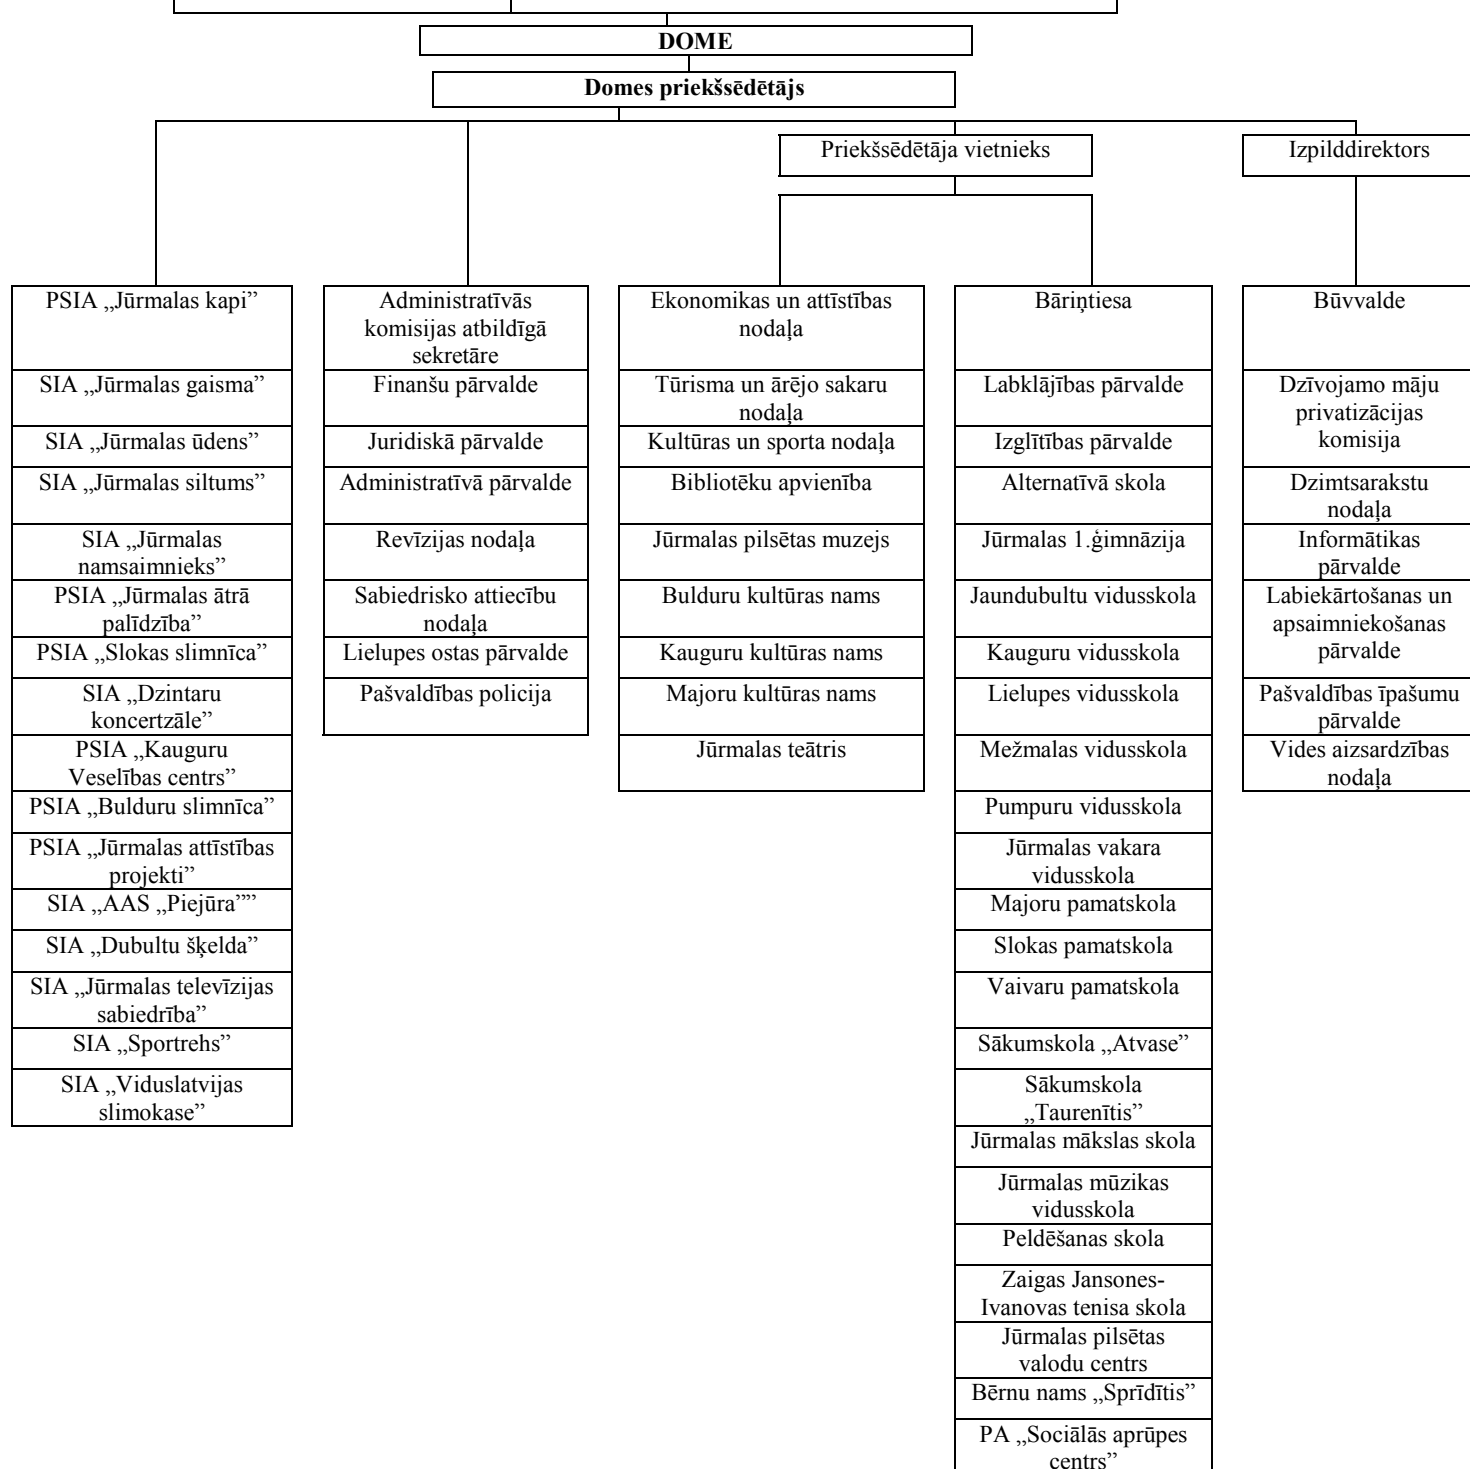 DOME
Domes priekšsēdētājs
Priekšsēdētāja vietnieks
Izpilddirektors
PSIA „Jūrmalas kapi”
SIA „Jūrmalas gaisma”
SIA „Jūrmalas ūdens”
SIA „Jūrmalas siltums”
SIA „Jūrmalas
namsaimnieks”
PSIA „Jūrmalas ātrā
palīdzība”
PSIA „Slokas slimnīca”
SIA „Dzintaru
koncertzāle”
PSIA „Kauguru
Veselības centrs”
PSIA „Bulduru slimnīca”
PSIA „Jūrmalas attīstības
projekti”
SIA „AAS „Piejūra””
SIA „Dubultu šķelda”
SIA „Jūrmalas televīzijas
sabiedrība”
SIA „Sportrehs”
SIA „Viduslatvijas
slimokase”
Administratīvās
komisijas atbildīgā
sekretāre
Finanšu pārvalde
Juridiskā pārvalde
Administratīvā pārvalde
Revīzijas nodaļa
Sabiedrisko attiecību
nodaļa
Lielupes ostas pārvalde
Pašvaldības policija
Ekonomikas un attīstības
nodaļa
Tūrisma un ārējo sakaru
nodaļa
Kultūras un sporta nodaļa
Bibliotēku apvienība
Jūrmalas pilsētas muzejs
Bulduru kultūras nams
Kauguru kultūras nams
Majoru kultūras nams
Jūrmalas teātris
Bāriņtiesa
Labklājības pārvalde
Izglītības pārvalde
Alternatīvā skola
Jūrmalas 1.ģimnāzija
Jaundubultu vidusskola
Kauguru vidusskola
Lielupes vidusskola
Mežmalas vidusskola
Pumpuru vidusskola
Jūrmalas vakara
vidusskola
Majoru pamatskola
Slokas pamatskola
Vaivaru pamatskola
Sākumskola „Atvase”
Sākumskola
„Taurenītis”
Jūrmalas mākslas skola
Jūrmalas mūzikas
vidusskola
Peldēšanas skola
Zaigas Jansones-
Ivanovas tenisa skola
Jūrmalas pilsētas
valodu centrs
Bērnu nams „Sprīdītis”
PA „Sociālās aprūpes
centrs”
Būvvalde
Dzīvojamo māju
privatizācijas
komisija
Dzimtsarakstu
nodaļa
Informātikas
pārvalde
Labiekārtošanas un
apsaimniekošanas
pārvalde
Pašvaldības īpašumu
pārvalde
Vides aizsardzības
nodaļa